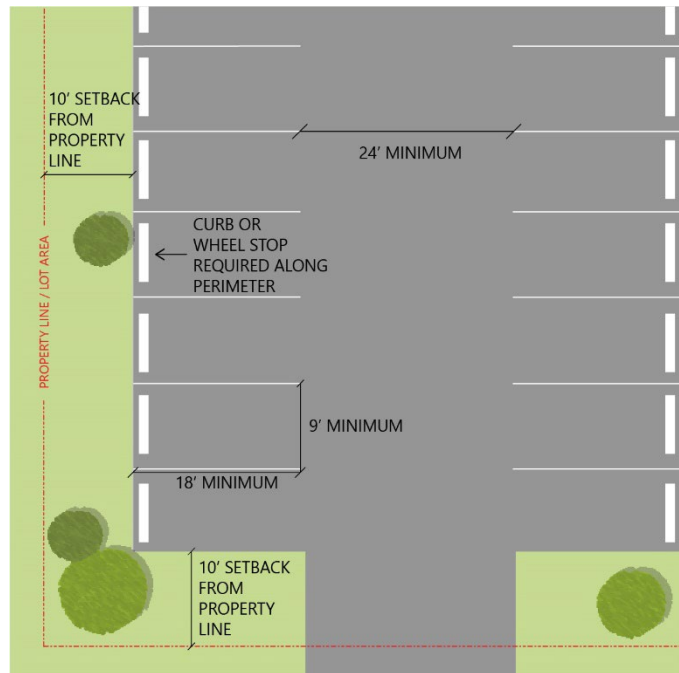 10’ SETBACK
FROM
PROPERTY
LINE
24’ MINIMUM
CURB OR
WHEEL STOP
REQUIRED ALONG
PERIMETER
PROPERTY LINE / LOT AREA
9’ MINIMUM
18’ MINIMUM
10’ SETBACK
FROM
PROPERTY
LINE